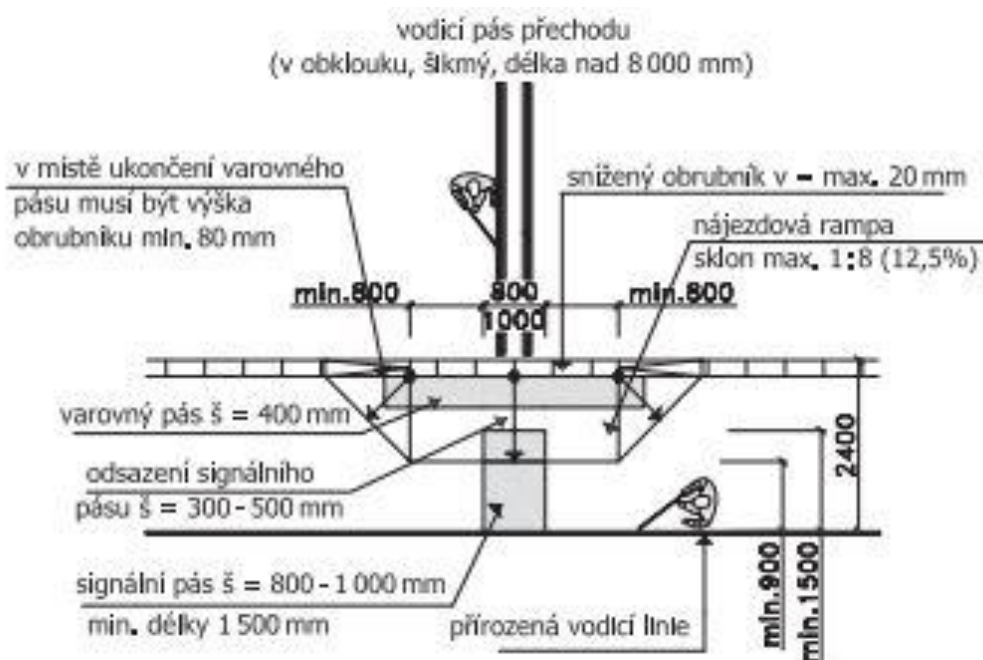 vodicí pás přechodu
(v obklouku, šikmý, délka nad 8 000 mm)
v místě ukončení varovného
pásu musí být výška
obrubníku min. 80 mm
snížený obrubník v – max. 20 mm
nájezdová rampa
sklon max. 1:8 (12,5%)
min.800
800
1000
min.800
varovný pás š = 400 mm
odsazení signálního
pásu š = 300 - 500 mm
signální pás š = 800 - 1 000 mm
min. délky 1 500 mm
přirozená vodicí linie
min.900
min.1500
2400